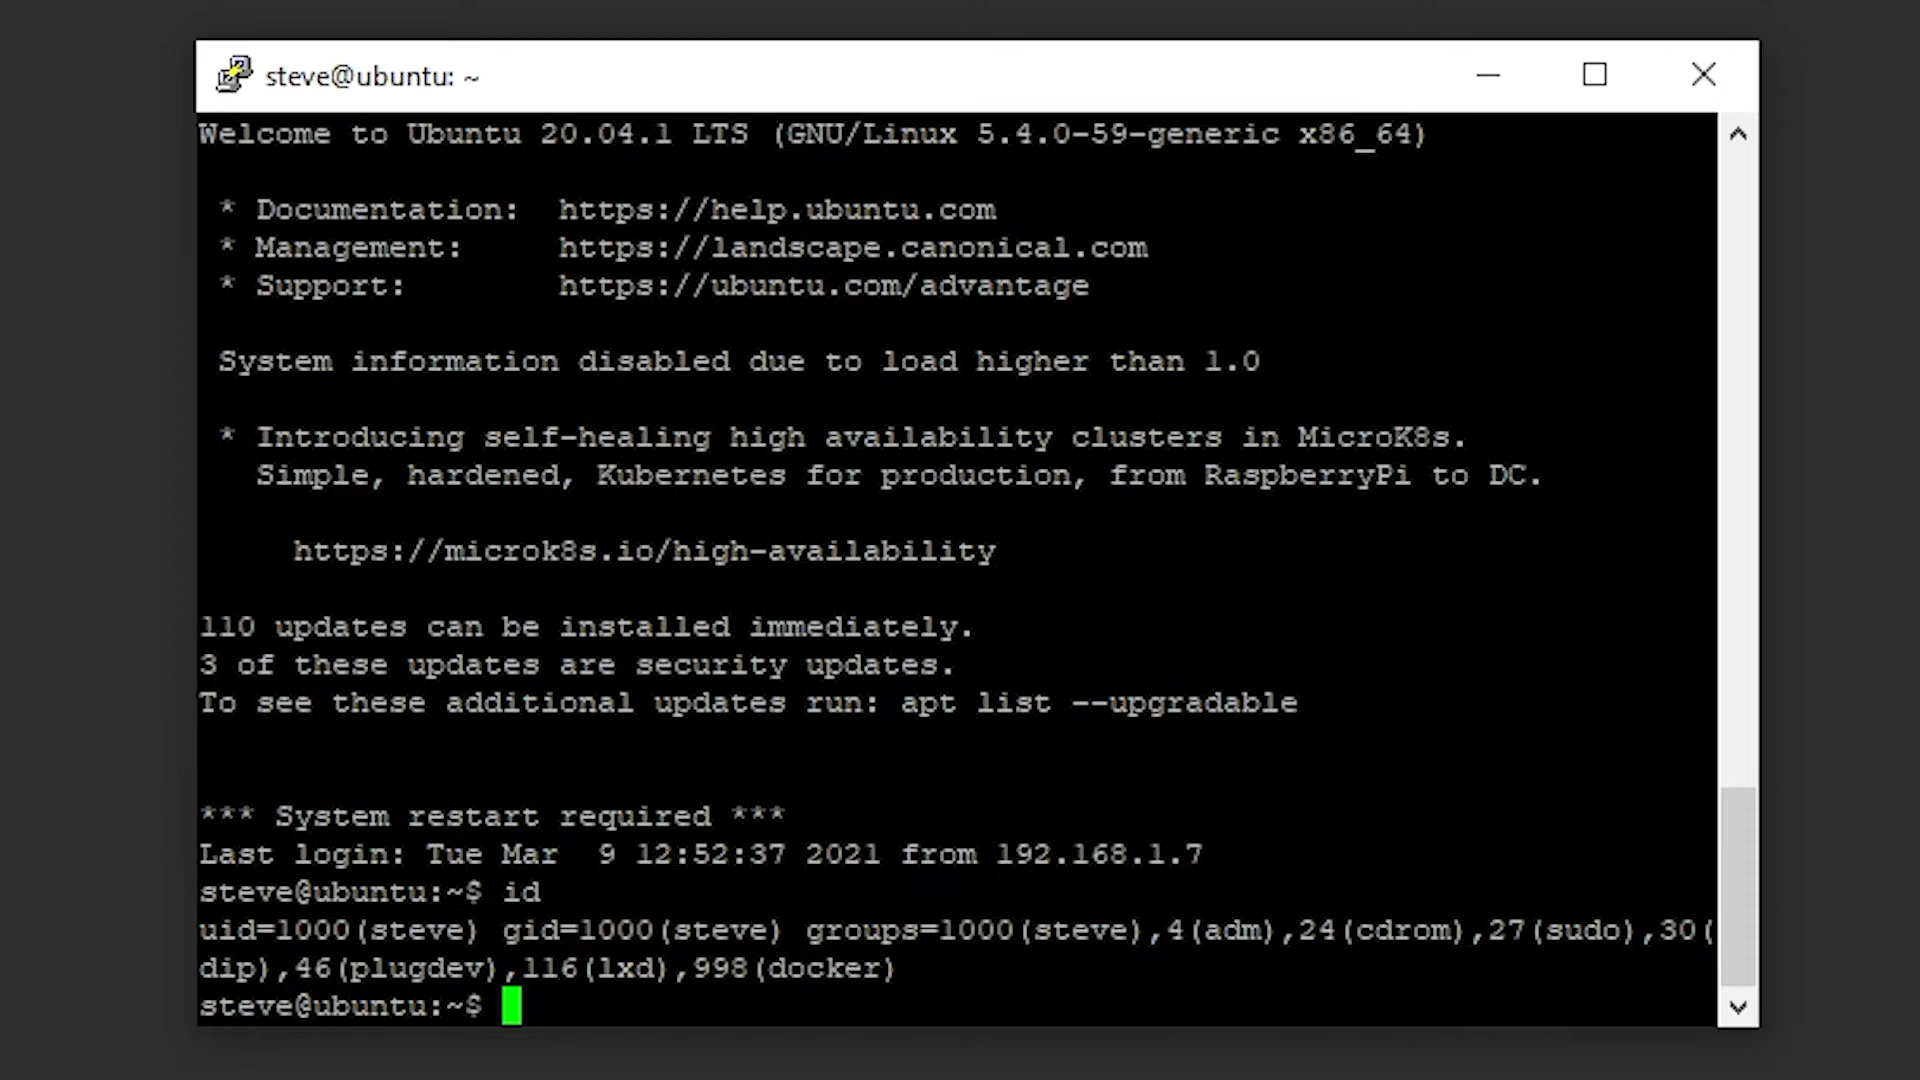 steve@ubuntu: ~
Welcome to Ubuntu 20.04.1 LTS (GNU/Linux 5.4.0-59-generic x86_64)
* Documentation: https://help.ubuntu.com
* Management: https://landscape.canonical.com
* Support: https://ubuntu.com/advantage
System information disabled due to load higher than 1.0
* Introducing self-healing high availability clusters in MicroK8s.
Simple, hardened, Kubernetes for production, from RaspberryPi to DC.
https://microk8s.io/high-availability
110 updates can be installed immediately.
3 of these updates are security updates.
To see these additional updates run: apt list --upgradable
*** System restart required ***
Last login: Tue Mar  9 12:52:37 2021 from 192.168.1.7
steve@ubuntu:~$ id
uid=1000(steve) gid=1000(steve) groups=1000(steve),4(adm),24(cdrom),27(sudo),30(
dip),46(plugdev),116(lxd),998(docker)
steve@ubuntu:~$